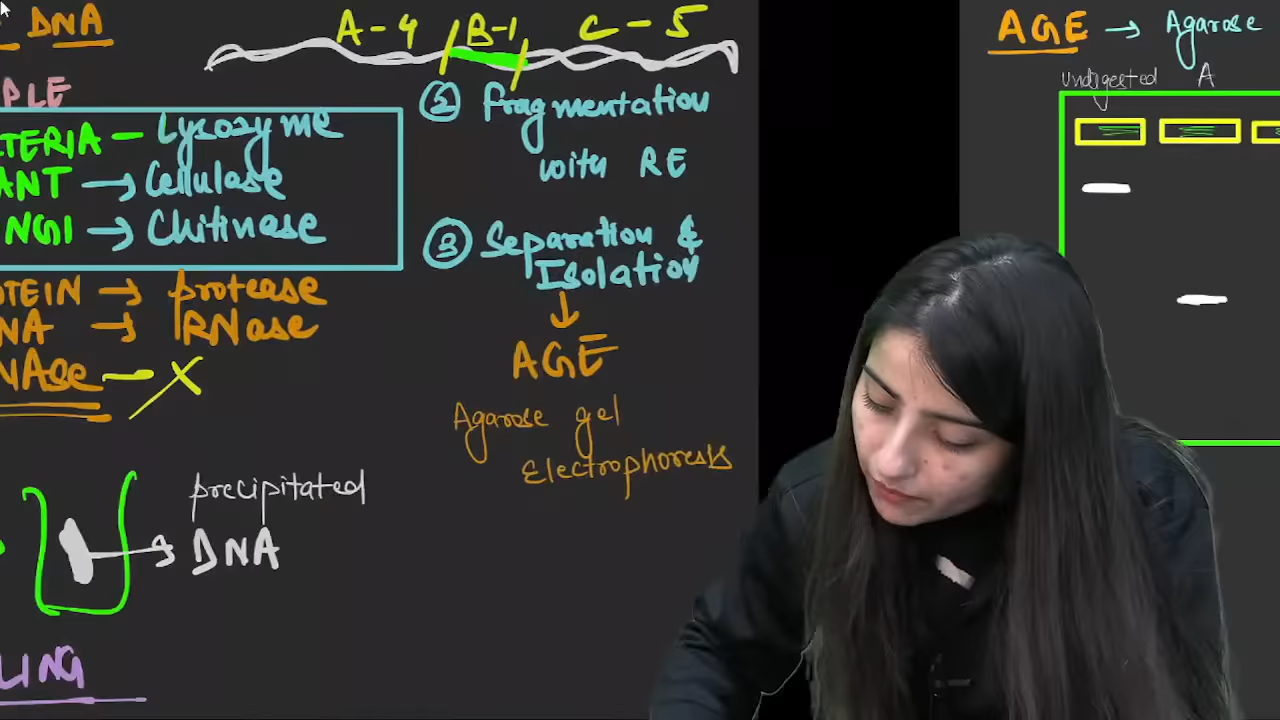 DNA
A-4 B-1 C-5
PLE
TERIA - Lysozyme
ANT → Cellulase
NGI → Chitinase
OTEIN → protease
NA → RNase
NAse - X
precipitated
DNA
LING
② Fragmentation
with RE
③ Separation &
Isolation
↓
AGE
Agarose gel
Electrophoresis
AGE → Agarose
Undigested A